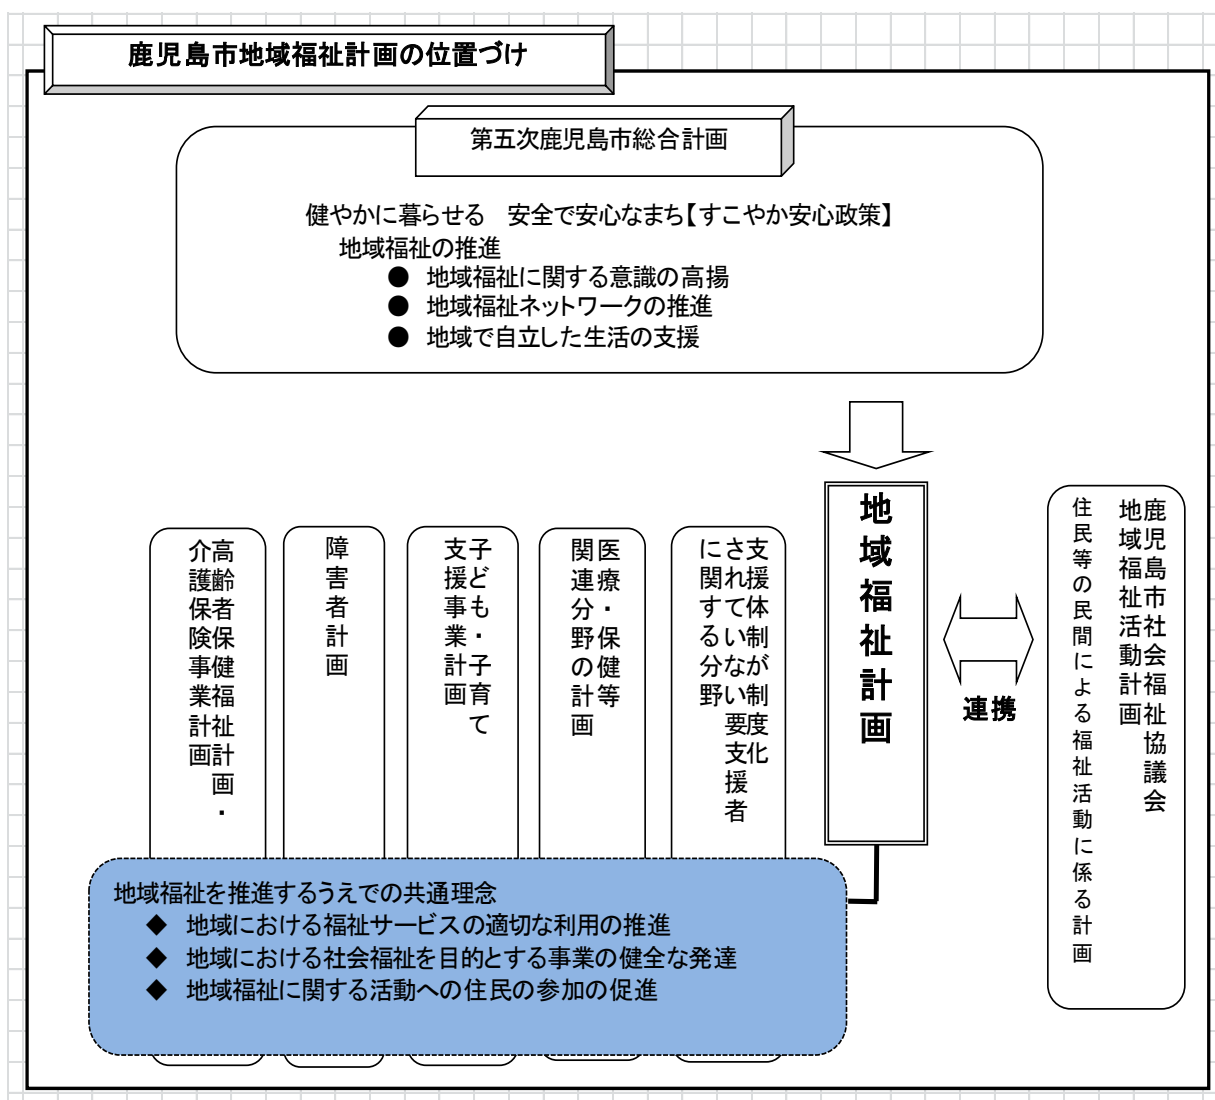 鹿児島市地域福祉計画の位置づけ
第五次鹿児島市総合計画
健やかに暮らせる　安全で安心なまち【すこやか安心政策】
地域福祉の推進
● 地域福祉に関する意識の高揚
● 地域福祉ネットワークの推進
● 地域で自立した生活の支援
高齢者保健福祉計画・
介護保険事業計画
障害者計画
子ども・子育て
支援事業計画
医療・保健等
関連分野の計画
支援体制が制度化
されていない要支援者
に関する分野
地域福祉計画
連携
鹿児島市社会福祉協議会
地域福祉活動計画
住民等の民間による福祉活動に係る計画
地域福祉を推進するうえでの共通理念
◆ 地域における福祉サービスの適切な利用の推進
◆ 地域における社会福祉を目的とする事業の健全な発達
◆ 地域福祉に関する活動への住民の参加の促進